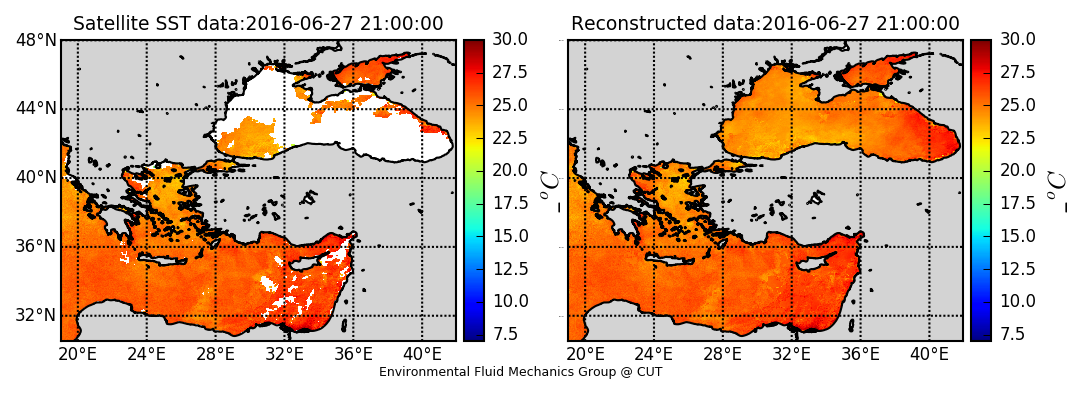 Satellite SST data:2016-06-27 21:00:00
Reconstructed data:2016-06-27 21:00:00
48°N
44°N
40°N
36°N
32°N
20°E 24°E 28°E 32°E 36°E 40°E
30.0
27.5
25.0
22.5
20.0
17.5
15.0
12.5
10.0
7.5
_ °C
20°E 24°E 28°E 32°E 36°E 40°E
30.0
27.5
25.0
22.5
20.0
17.5
15.0
12.5
10.0
7.5
_ °C
Environmental Fluid Mechanics Group @ CUT